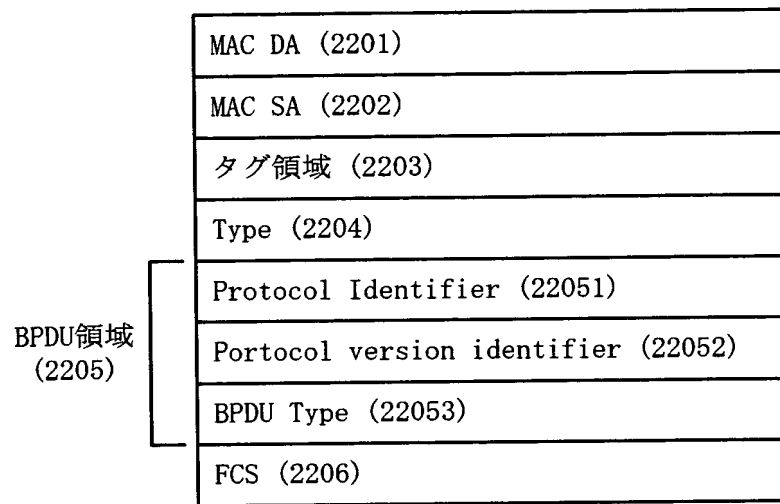 MAC DA (2201)
MAC SA (2202)
タグ領域 (2203)
Type (2204)
BPDU領域
(2205)
Protocol Identifier (22051)
Portocol version identifier (22052)
BPDU Type (22053)
FCS (2206)